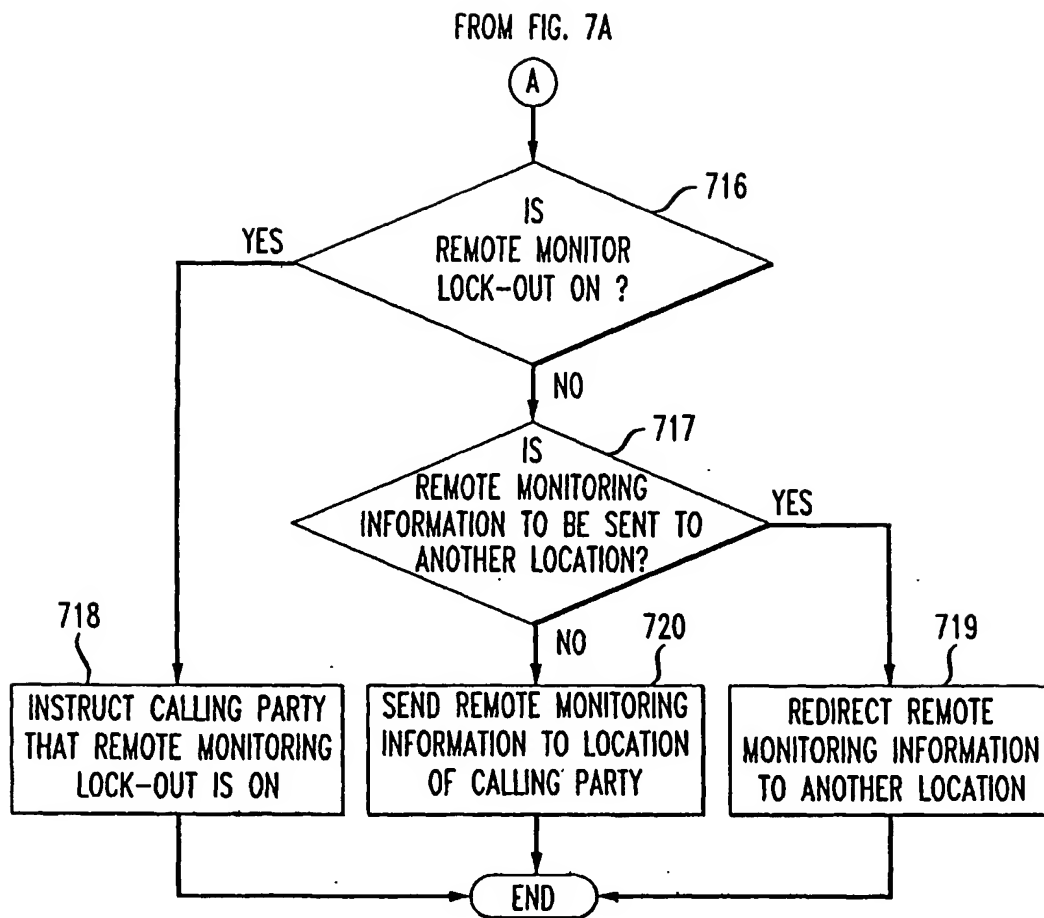 FROM FIG. 7A
A
716
IS
REMOTE MONITOR
LOCK-OUT ON ?
YES
NO
717
IS
REMOTE MONITORING
INFORMATION TO BE SENT TO
ANOTHER LOCATION?
YES
NO
718
INSTRUCT CALLING PARTY
THAT REMOTE MONITORING
LOCK-OUT IS ON
720
SEND REMOTE MONITORING
INFORMATION TO LOCATION
OF CALLING PARTY
719
REDIRECT REMOTE
MONITORING INFORMATION
TO ANOTHER LOCATION
END